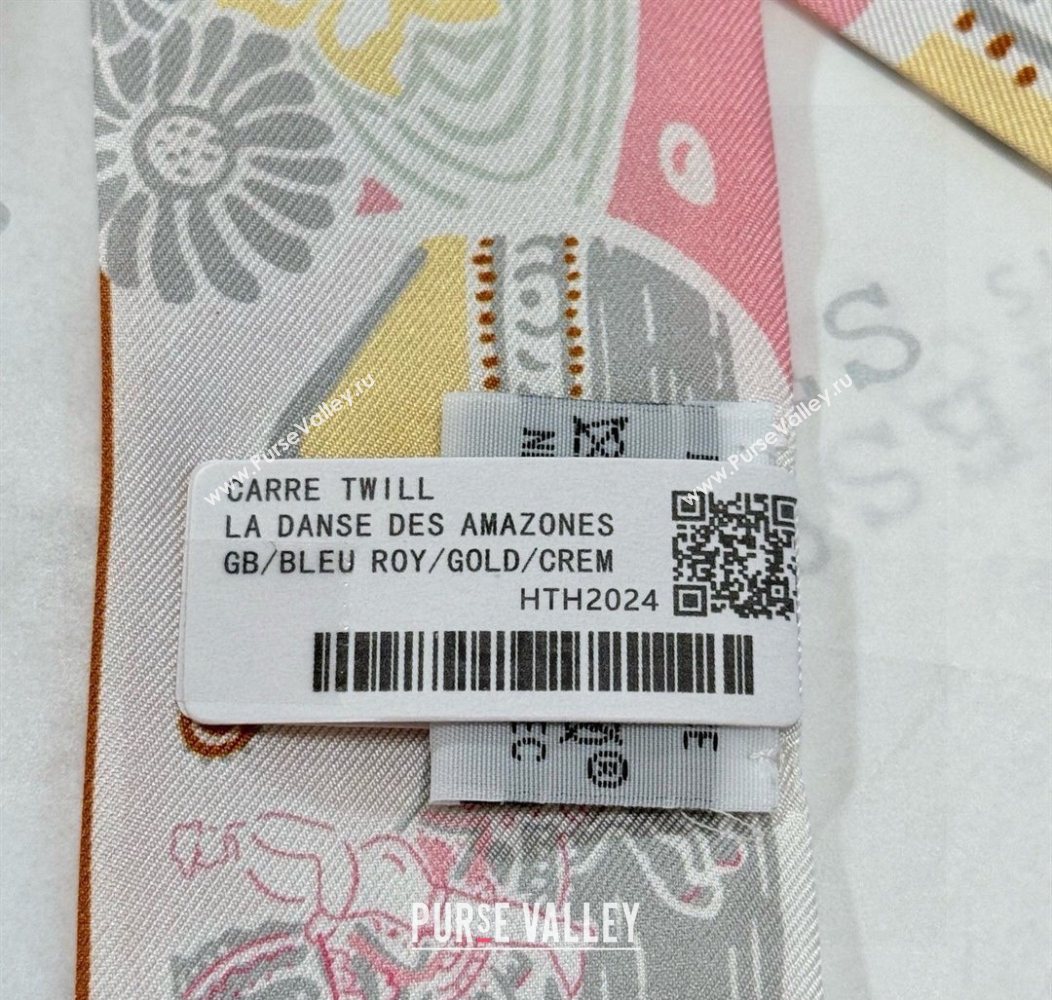 www.PurseValley.ru
www.PurseValley.ru
CARRE TWILL
LA DANSE DES AMAZONES
GB/BLEU ROY/GOLD/CREM
HTH2024
PURSE VALLEY